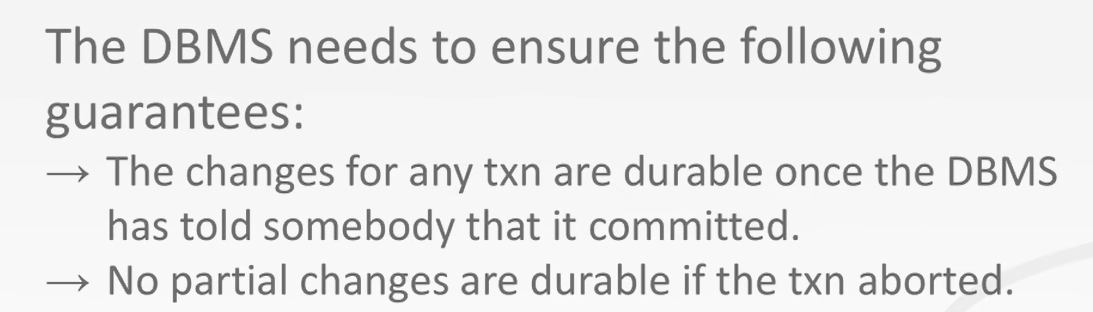 The DBMS needs to ensure the following
guarantees:
→ The changes for any txn are durable once the DBMS
has told somebody that it committed.
→ No partial changes are durable if the txn aborted.